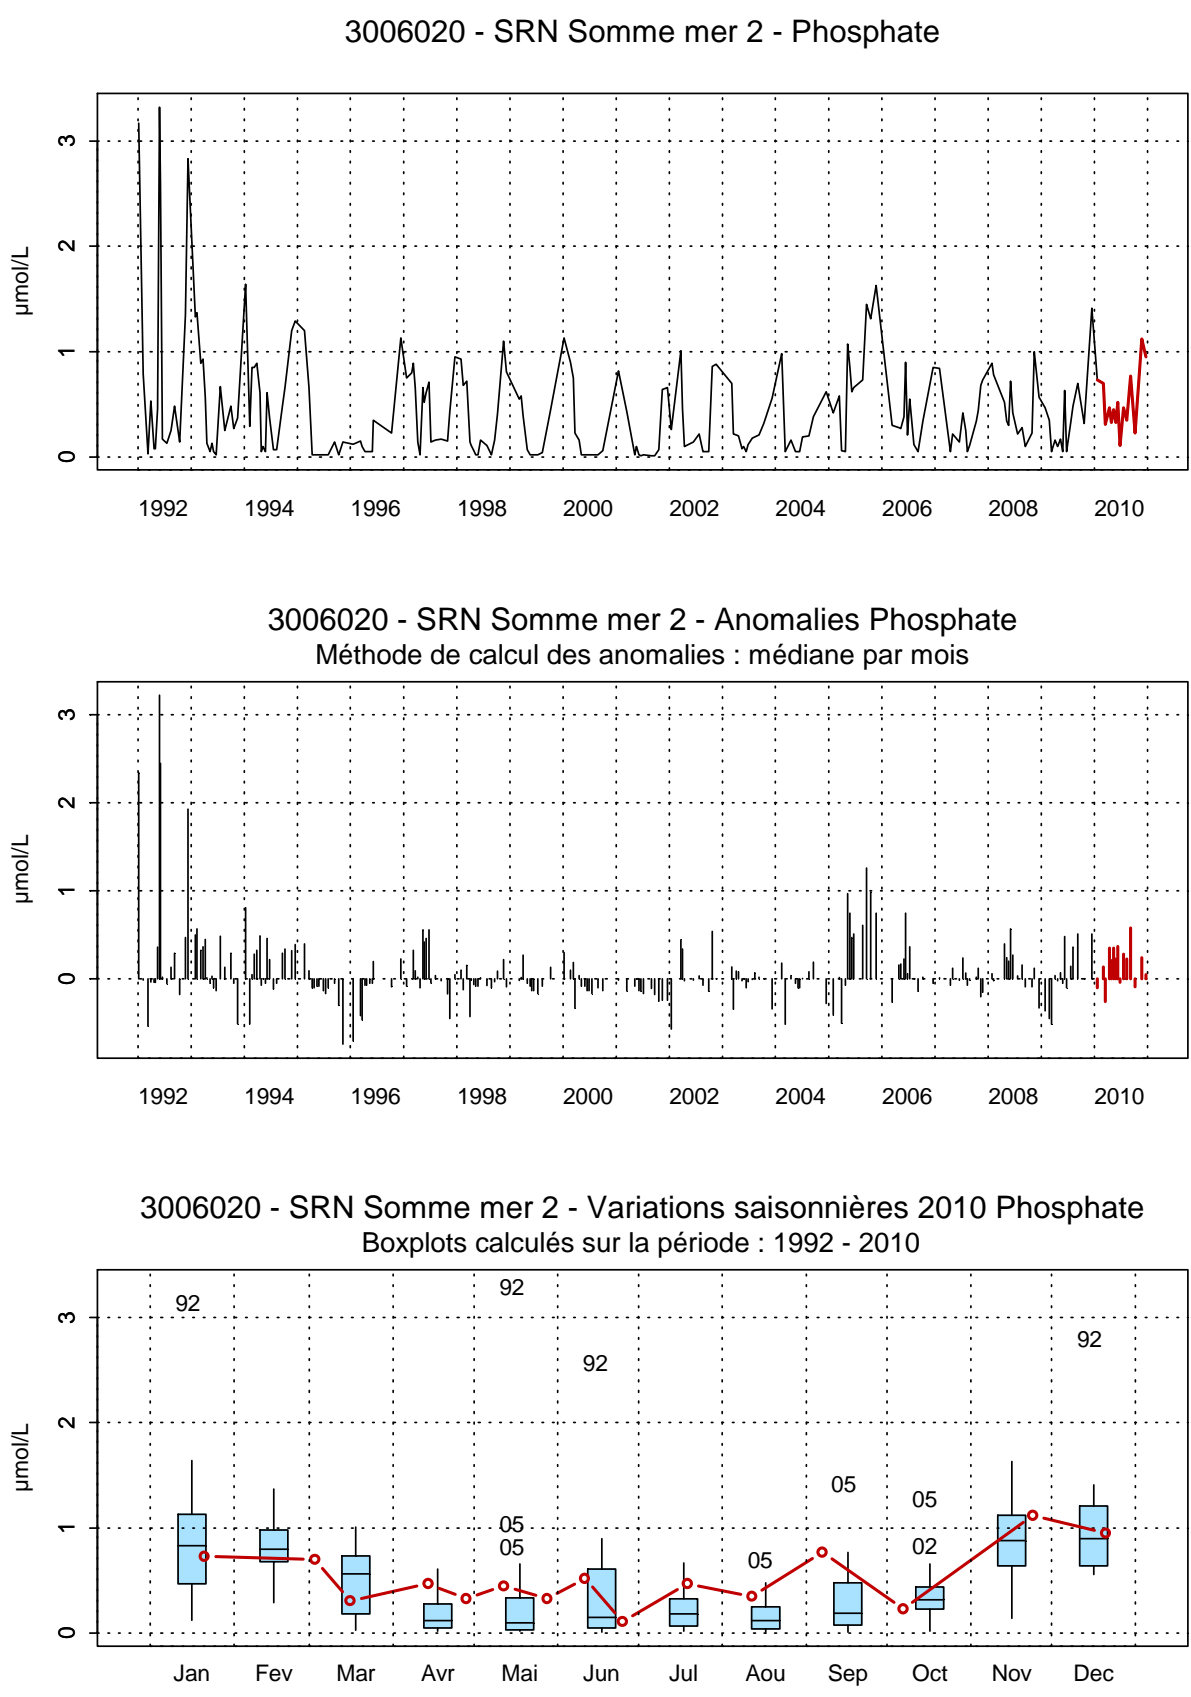 3006020 - SRN Somme mer 2 - Phosphate
3
2
1
0
µmol/L
1992 1994 1996 1998 2000 2002 2004 2006 2008 2010
3006020 - SRN Somme mer 2 - Anomalies Phosphate
Méthode de calcul des anomalies : médiane par mois
3
2
1
0
µmol/L
1992 1994 1996 1998 2000 2002 2004 2006 2008 2010
3006020 - SRN Somme mer 2 - Variations saisonnières 2010 Phosphate
Boxplots calculés sur la période : 1992 - 2010
3
2
1
0
µmol/L
92
92
92
92
05
05
05
05
05
02
Jan Fev Mar Avr Mai Jun Jul Aou Sep Oct Nov Dec